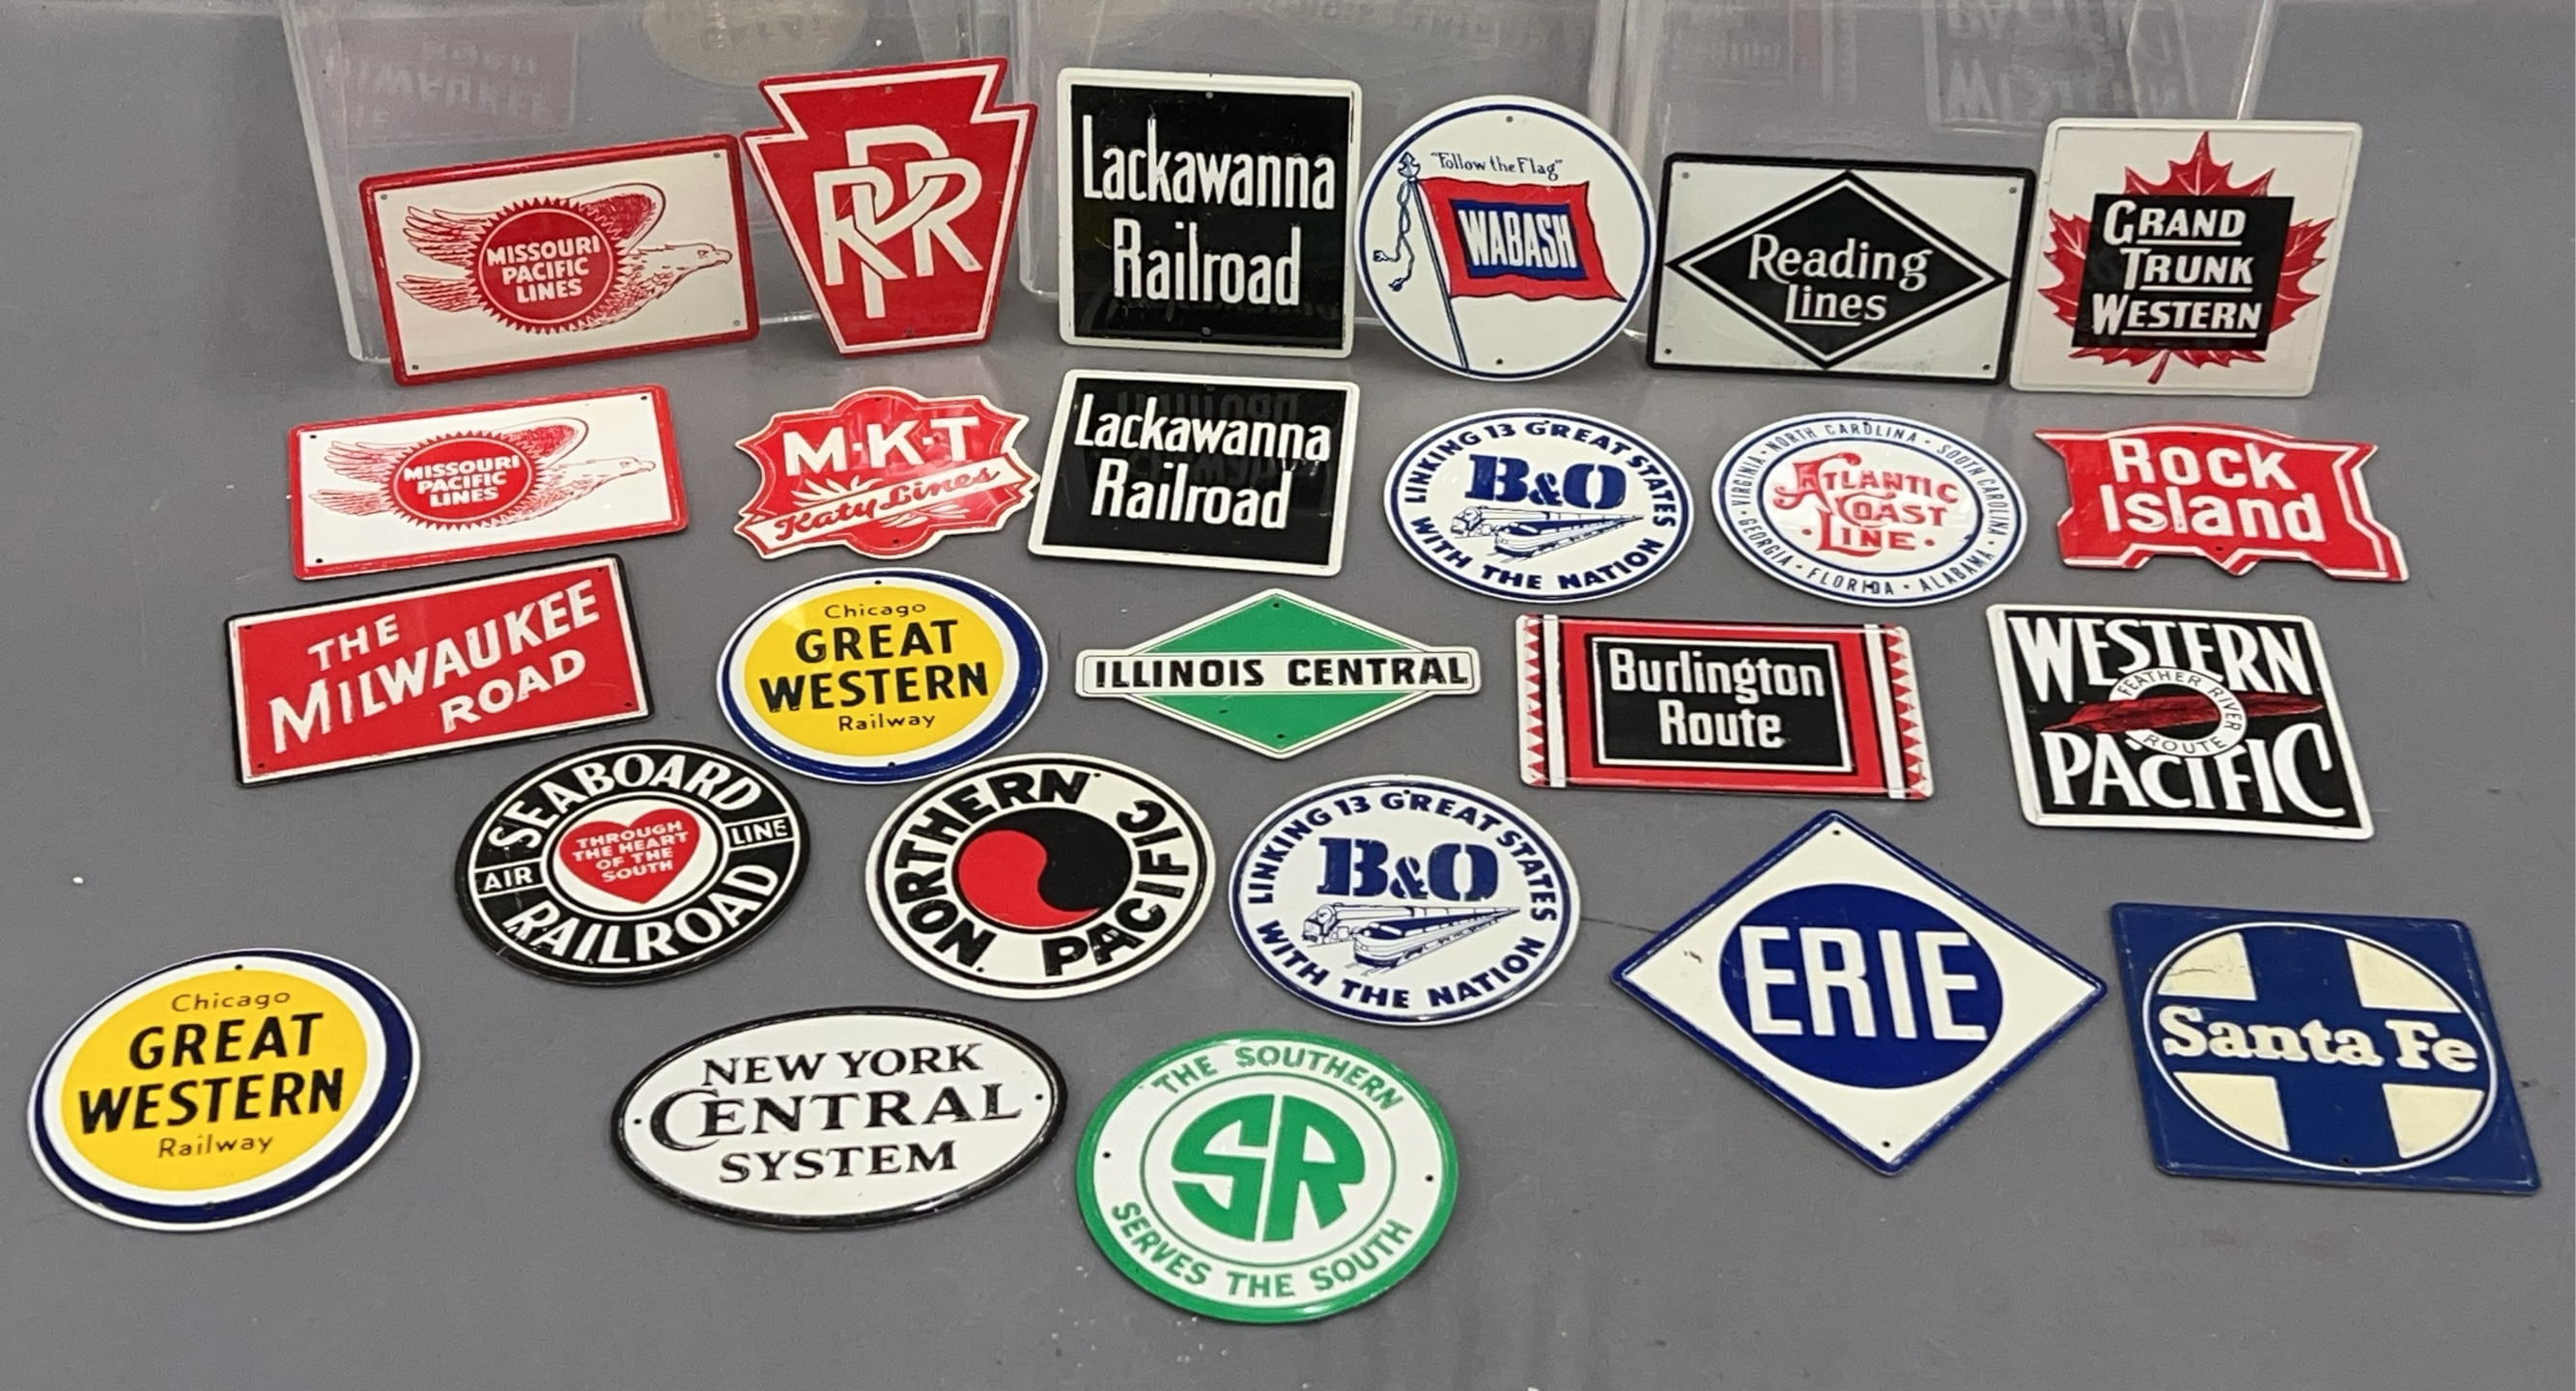 MISSOURI
PACIFIC
LINES
PRR
Lackawanna
Railroad
"Follow the Flag"
WABASH
Reading
Lines
GRAND
TRUNK
WESTERN
MISSOURI
PACIFIC
LINES
M·K·T
Katy Lines
Lackawanna
Railroad
LINKING 13 GREAT STATES
B&O
WITH THE NATION
VIRGINIA · NORTH CAROLINA · SOUTH CAROLINA ·
ATLANTIC
COAST
· LINE ·
GEORGIA · FLORIDA · ALABAMA
Rock
Island
THE
MILWAUKEE
ROAD
Chicago
GREAT
WESTERN
Railway
ILLINOIS CENTRAL
Burlington
Route
WESTERN
FEATHER RIVER
ROUTE
PACIFIC
SEABOARD
AIR LINE
THROUGH
THE HEART
OF THE
SOUTH
RAILROAD
NORTHERN
PACIFIC
LINKING 13 GREAT STATES
B&O
WITH THE NATION
ERIE
Santa Fe
Chicago
GREAT
WESTERN
Railway
NEW YORK
CENTRAL
SYSTEM
THE SOUTHERN
SR
SERVES THE SOUTH